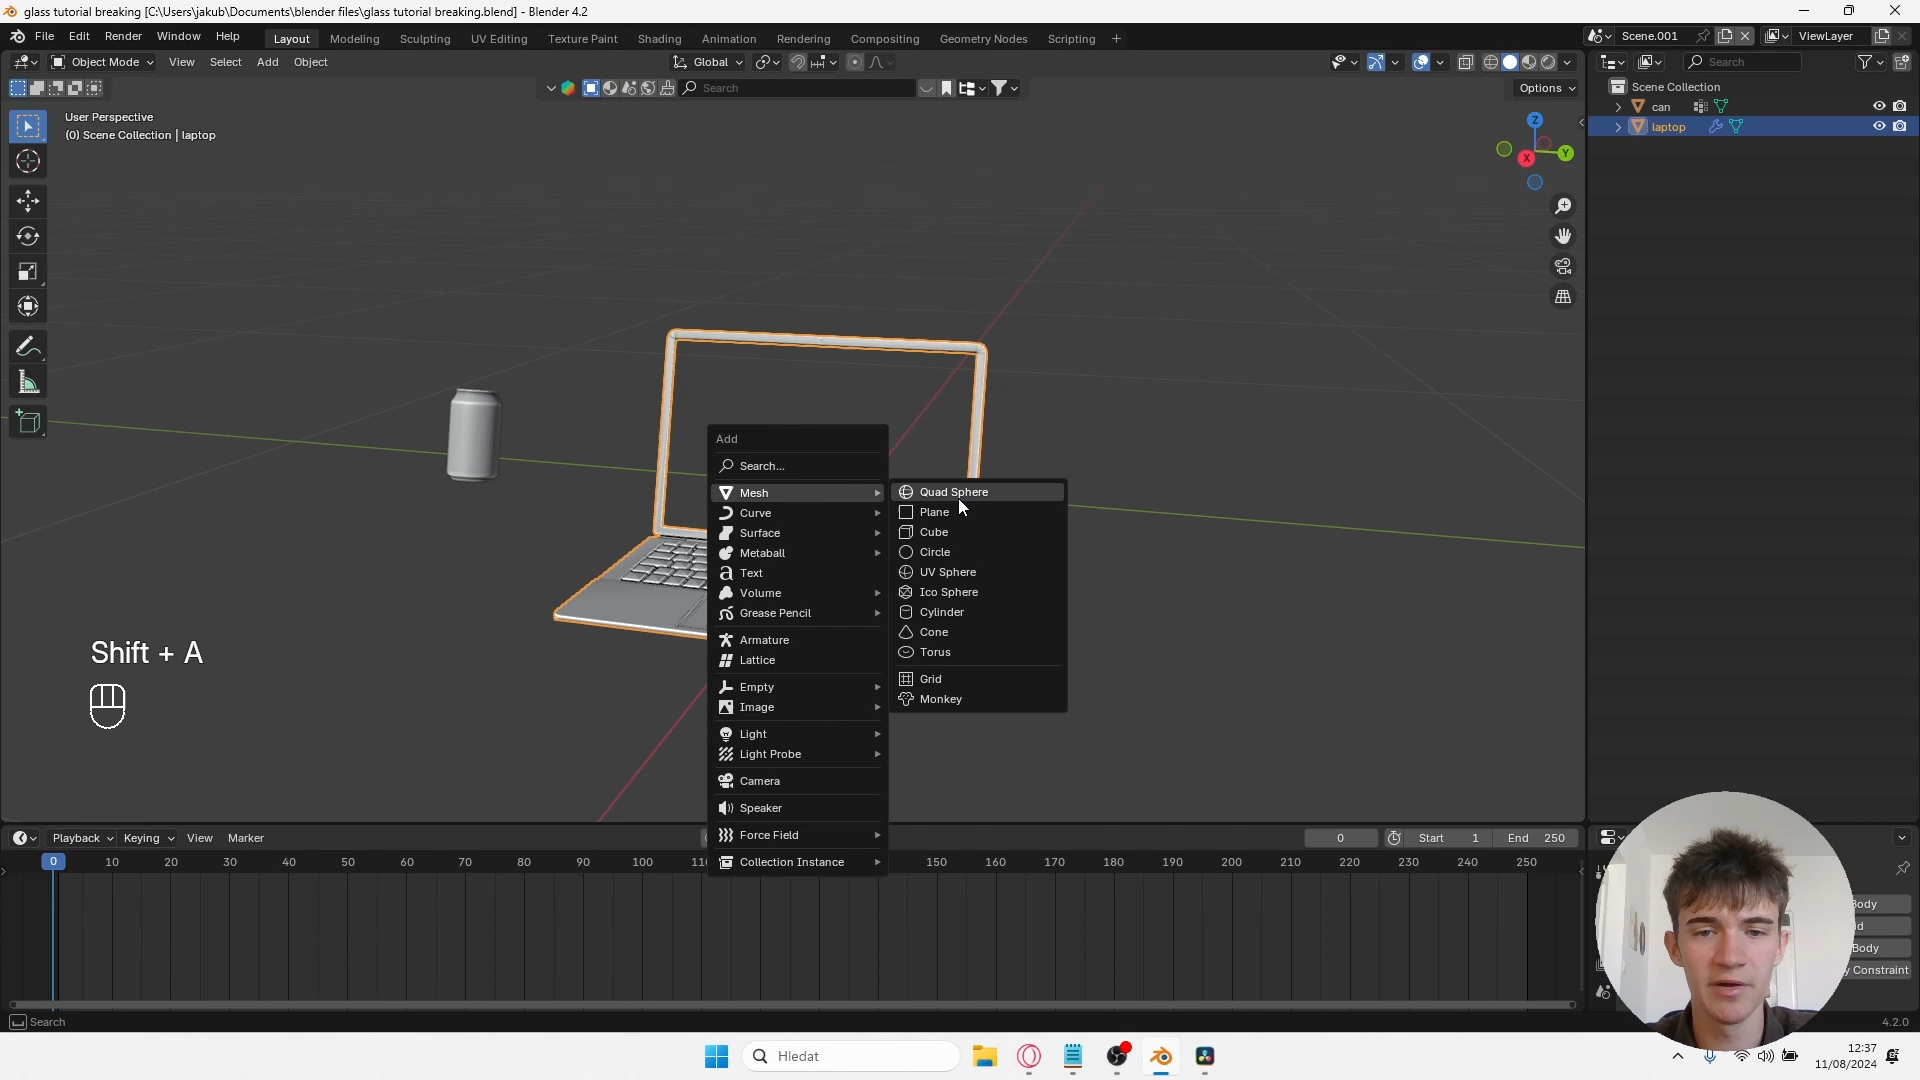 glass tutorial breaking [C:\Users\jakub\Documents\blender files\glass tutorial breaking.blend] - Blender 4.2
File Edit Render Window Help Layout Modeling Sculpting UV Editing Texture Paint Shading Animation Rendering Compositing Geometry Nodes Scripting + Scene.001 ViewLayer
Object Mode View Select Add Object Global Search
Search Options
User Perspective
(0) Scene Collection | laptop
Scene Collection
can
laptop
Z
Y
X
Add
Search...
Mesh
Curve
Surface
Metaball
Text
Volume
Grease Pencil
Armature
Lattice
Empty
Image
Light
Light Probe
Camera
Speaker
Force Field
Collection Instance
Quad Sphere
Plane
Cube
Circle
UV Sphere
Ico Sphere
Cylinder
Cone
Torus
Grid
Monkey
Shift + A
Playback Keying View Marker 0 Start 1 End 250
0 10 20 30 40 50 60 70 80 90 100 11 150 160 170 180 190 200 210 220 230 240 250
Body
id
Body
Constraint
Search 4.2.0
Hledat
12:37
11/08/2024